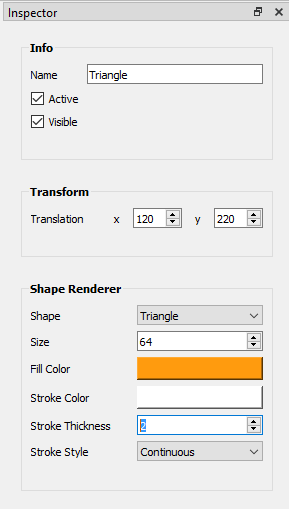 Inspector
Info
Name Triangle
Active
Visible
Transform
Translation x 120 y 220
Shape Renderer
Shape Triangle
Size 64
Fill Color
Stroke Color
Stroke Thickness 2
Stroke Style Continuous